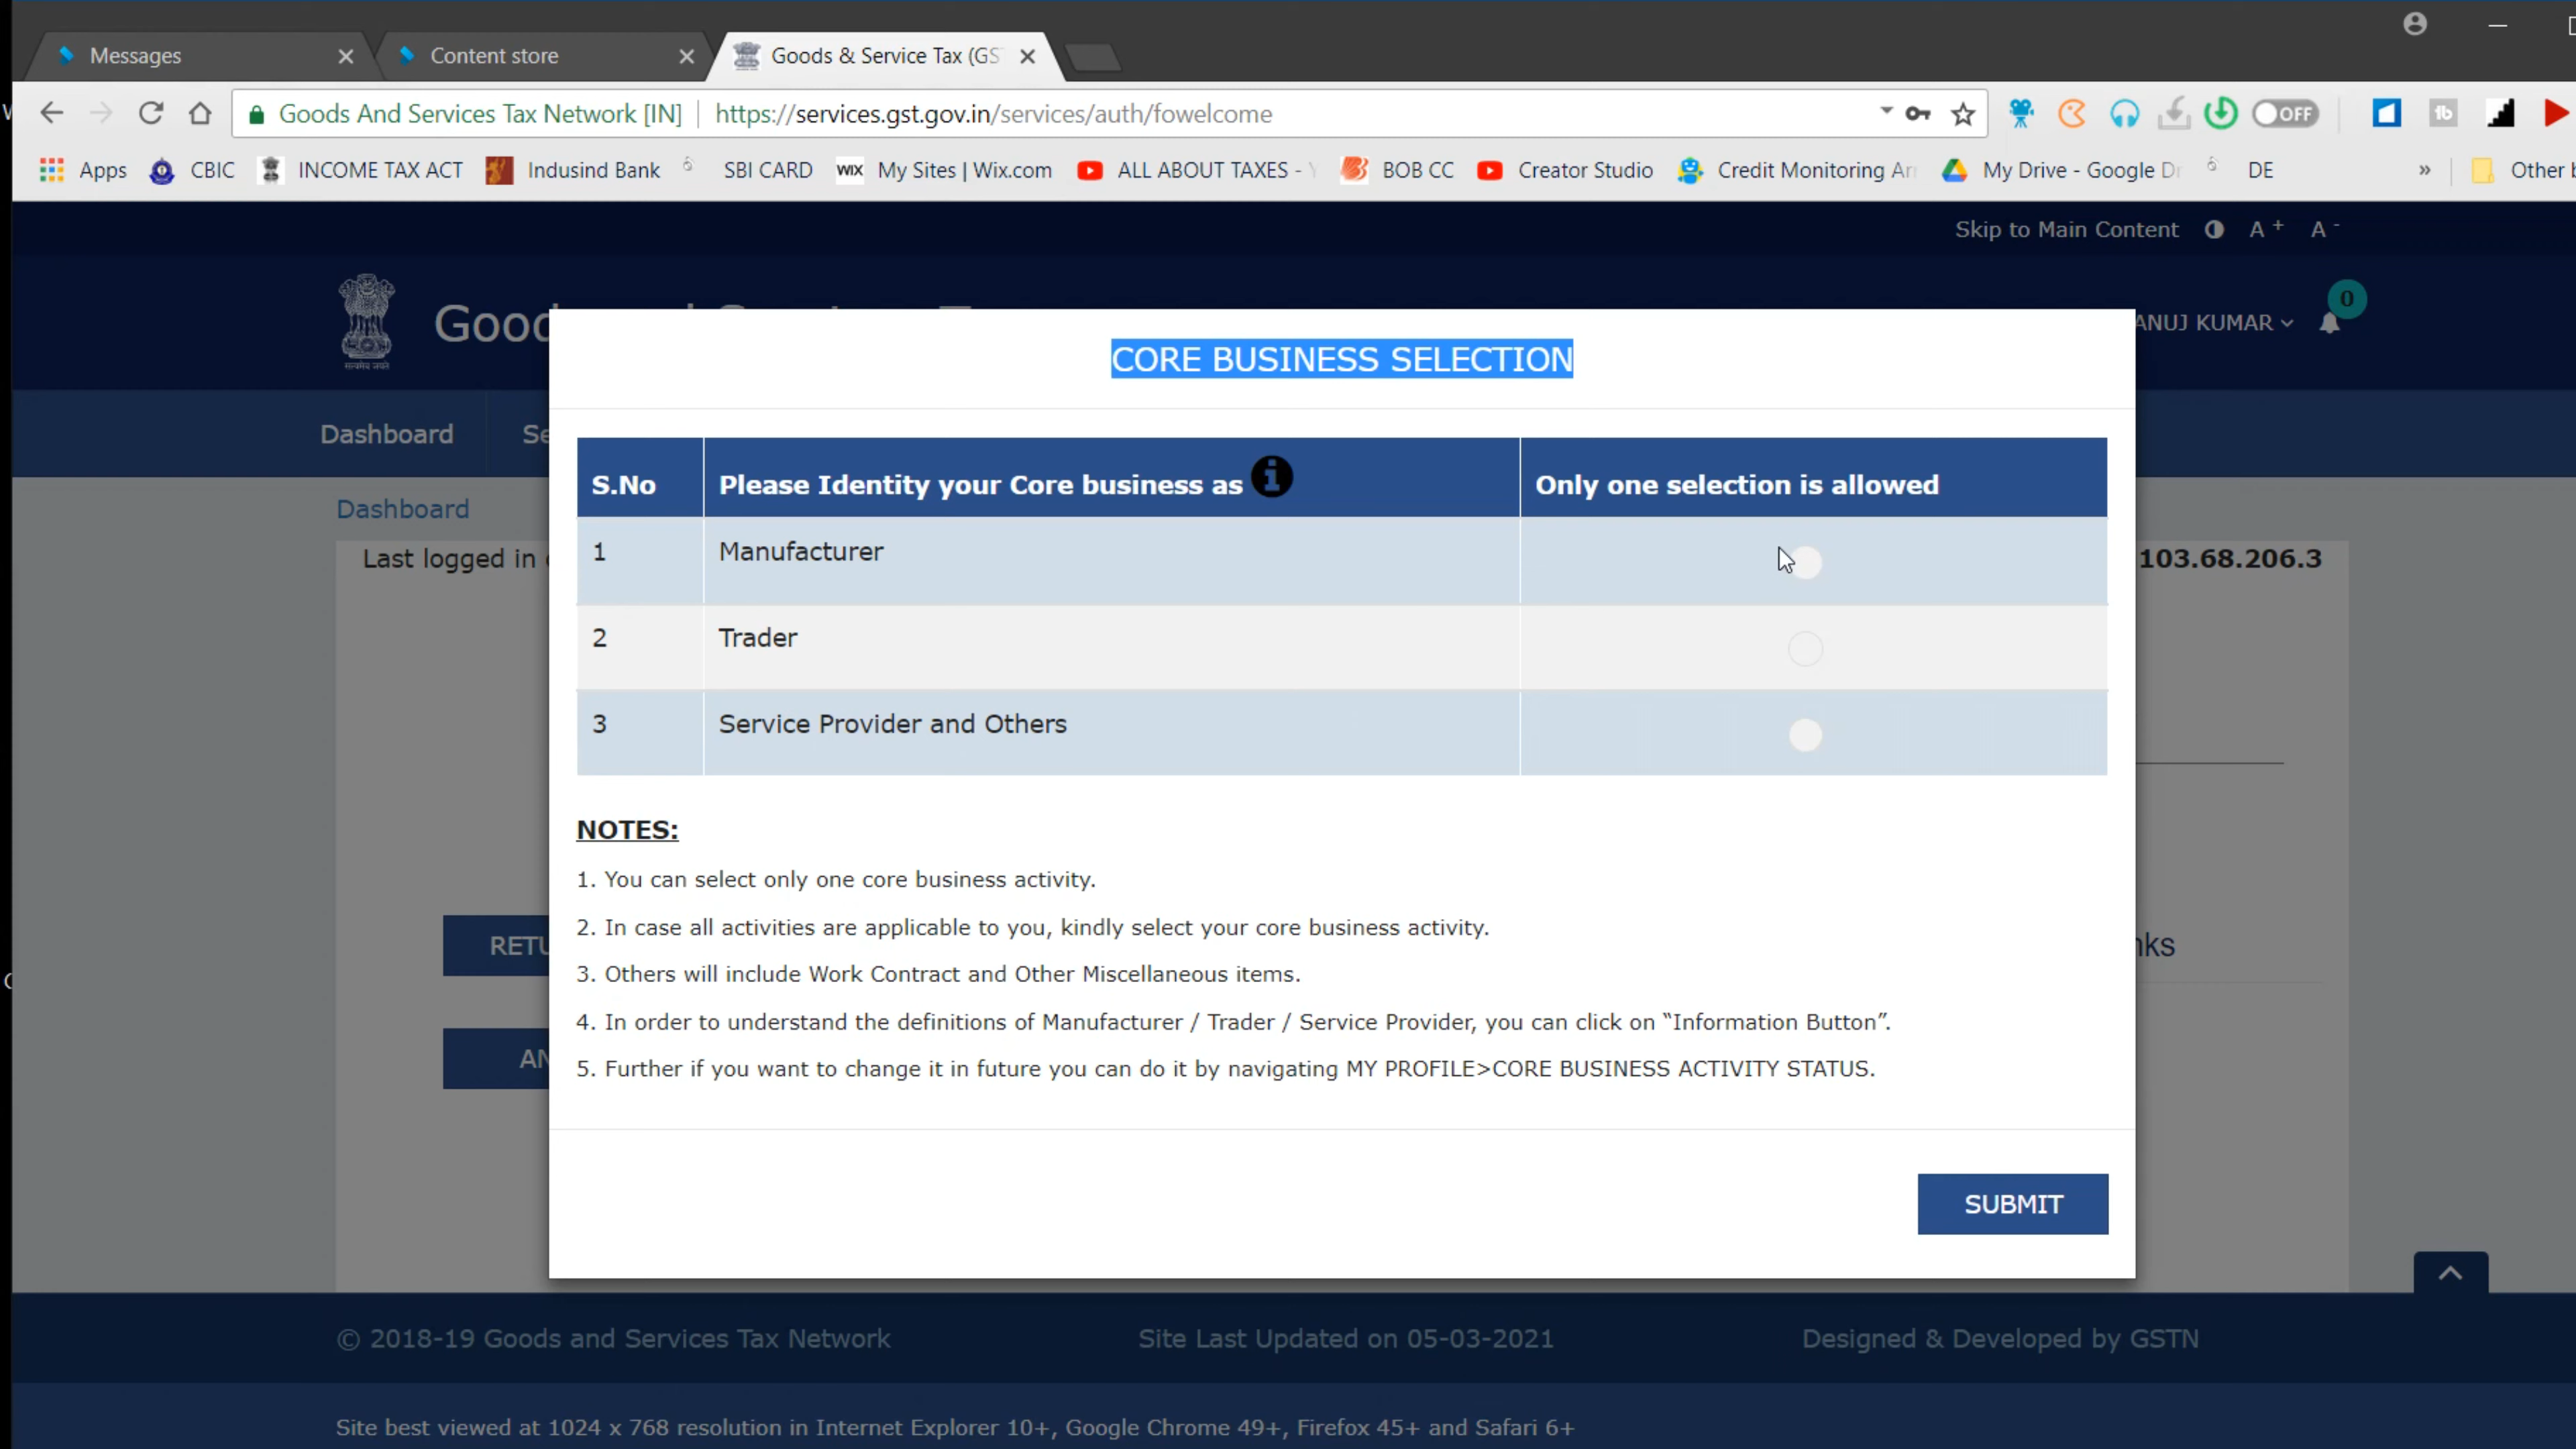 Messages
Content store
Goods & Service Tax (GS
Goods And Services Tax Network [IN] https://services.gst.gov.in/services/auth/fowelcome
OFF
Apps CBIC INCOME TAX ACT Indusind Bank SBI CARD WIX My Sites | Wix.com ALL ABOUT TAXES - BOB CC Creator Studio Credit Monitoring My Drive - Google DE » Other
Skip to Main Content A + A -
सत्यमेव जयते
ANUJ KUMAR 0
CORE BUSINESS SELECTION
Dashboard
S.No Please Identity your Core business as Only one selection is allowed
Dashboard
1 Manufacturer
Last logged in 103.68.206.3
2 Trader
3 Service Provider and Others
NOTES:
1. You can select only one core business activity.
2. In case all activities are applicable to you, kindly select your core business activity.
3. Others will include Work Contract and Other Miscellaneous items.
4. In order to understand the definitions of Manufacturer / Trader / Service Provider, you can click on “Information Button”.
5. Further if you want to change it in future you can do it by navigating MY PROFILE>CORE BUSINESS ACTIVITY STATUS.
SUBMIT
© 2018-19 Goods and Services Tax Network Site Last Updated on 05-03-2021 Designed & Developed by GSTN
Site best viewed at 1024 x 768 resolution in Internet Explorer 10+, Google Chrome 49+, Firefox 45+ and Safari 6+